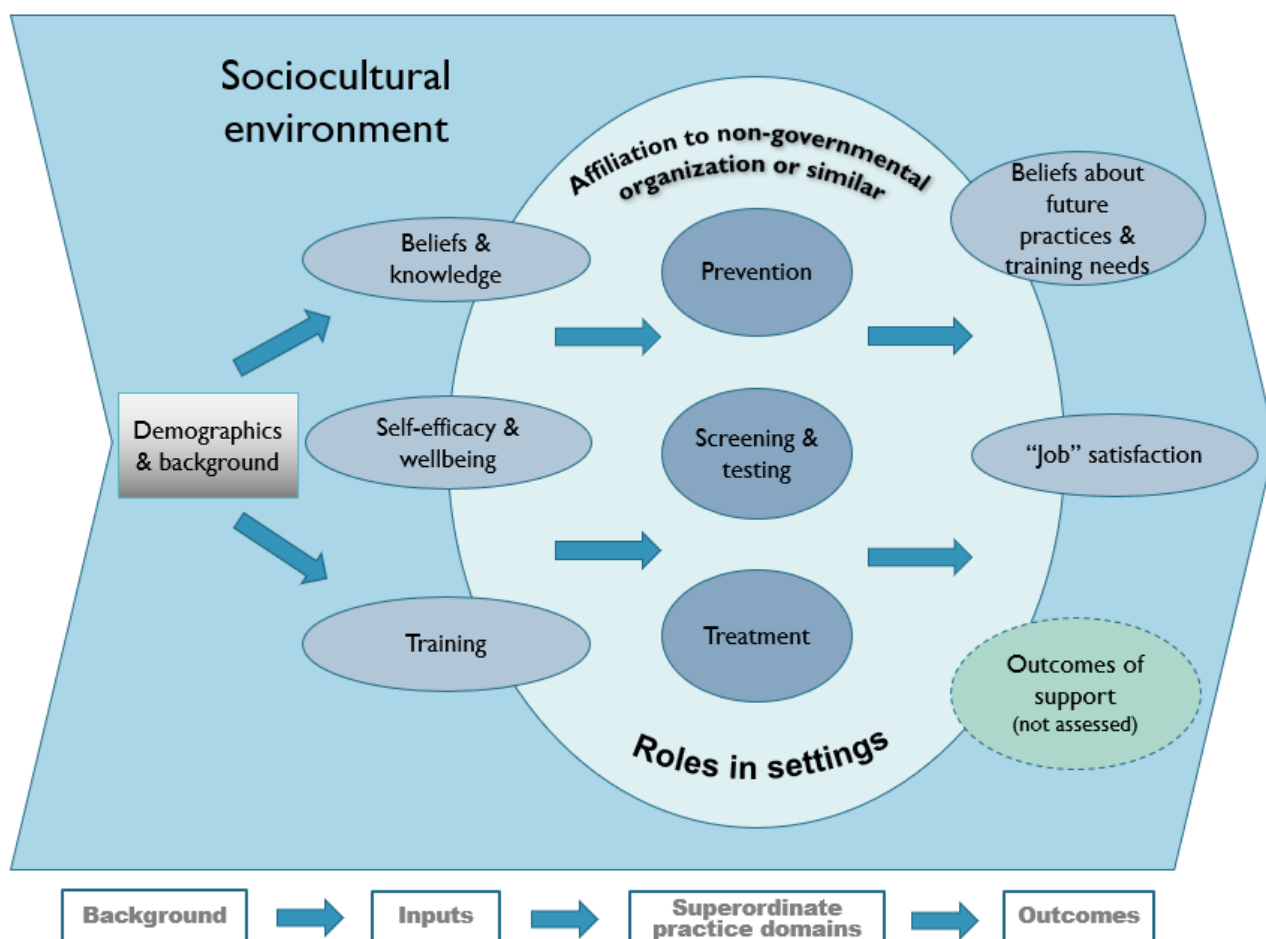 Sociocultural
environment
Affiliation to non-governmental
organization or similar
Beliefs &
knowledge
Prevention
Beliefs about
future
practices &
training needs
Demographics
& background
Self-efficacy &
wellbeing
Screening &
testing
“Job” satisfaction
Training
Treatment
Outcomes of
support
(not assessed)
Roles in settings
Background
Inputs
Superordinate
practice domains
Outcomes